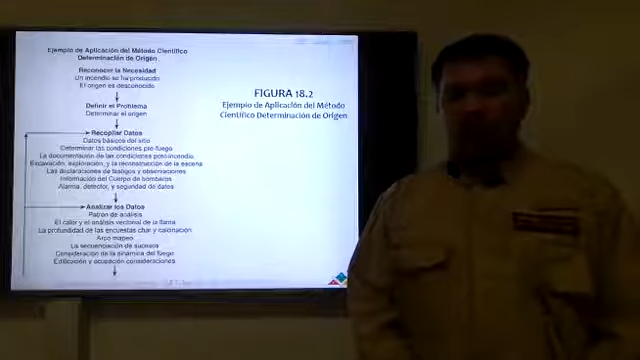 Ejemplo de Aplicación del Método Científico
Determinación de Origen
Reconocer la Necesidad
Un incendio se ha producido
El origen es desconocido
Definir el Problema
Determinar el origen
Recopilar Datos
Datos básicos del sitio
Determinar las condiciones pre-fuego
La documentación de las condiciones post-incendio
Excavación, exploración, y la reconstrucción de la escena
Las declaraciones de testigos y observaciones
Información del Cuerpo de bomberos
Alarma, detector, y seguridad de datos
Analizar los Datos
Patrón de análisis
El calor y el análisis vectorial de la llama
La profundidad de las encuestas char y calcinación
Arco mapeo
La secuenciación de sucesos
Consideración de la dinámica del fuego
Edificación y ocupación consideraciones
FIGURA 18.2
Ejemplo de Aplicación del Método
Científico Determinación de Origen